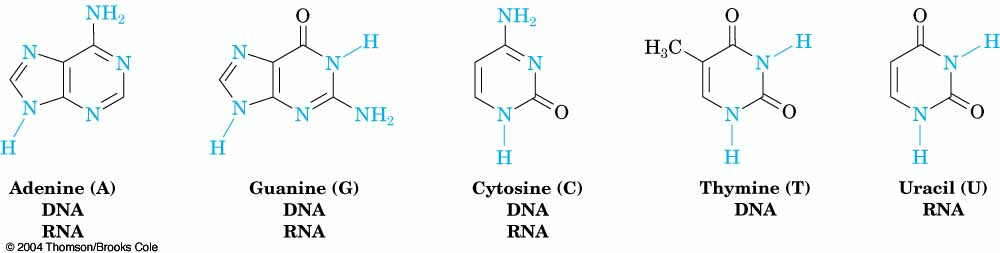 NH₂
N
N
N
N
H
Adenine (A)
DNA
RNA
O
H
N
N
N
N
NH₂
H
Guanine (G)
DNA
RNA
NH₂
N
O
N
H
Cytosine (C)
DNA
RNA
O
H₃C
H
N
O
N
H
Thymine (T)
DNA
O
H
N
O
N
H
Uracil (U)
RNA
© 2004 Thomson/Brooks Cole